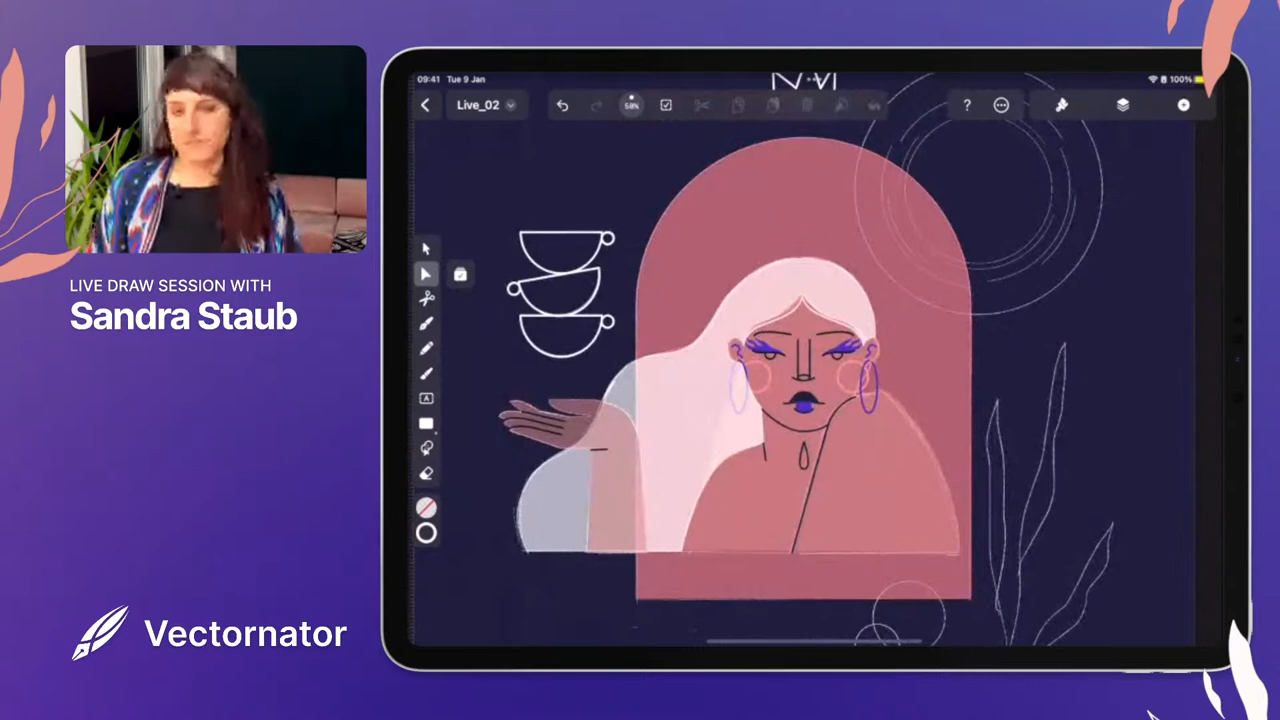 LIVE DRAW SESSION WITH
Sandra Staub
Vectornator
09:41 Tue 9 Jan
100%
Live_02
58%
?
A